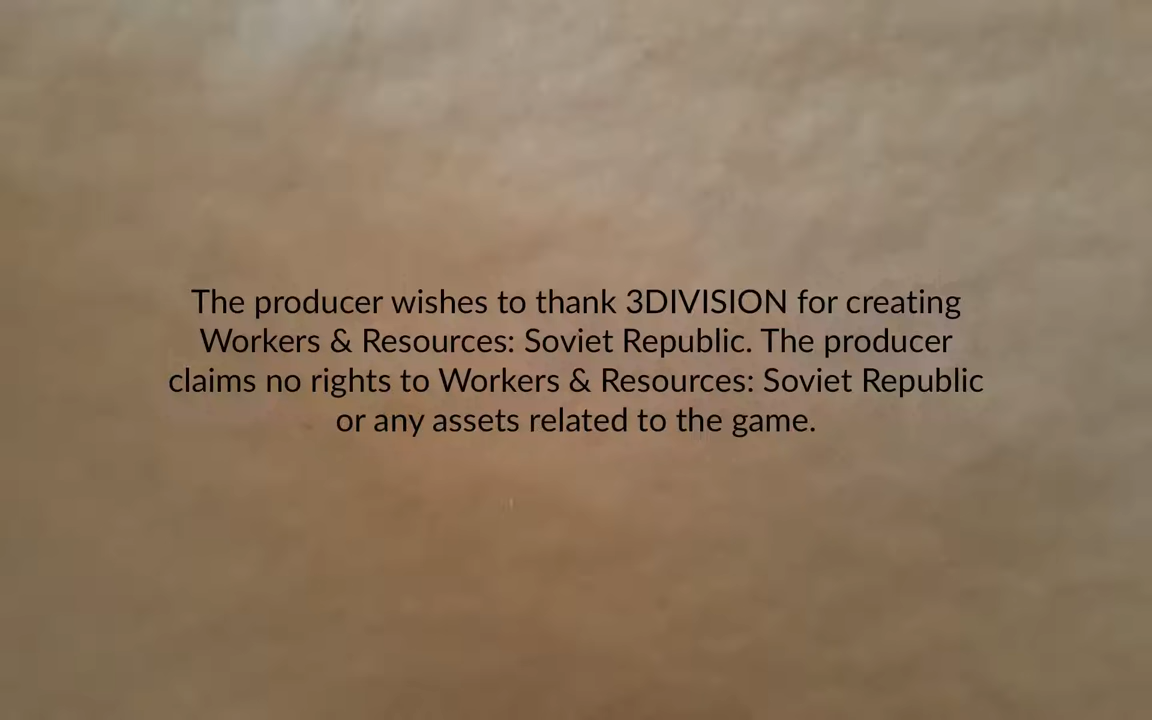 The producer wishes to thank 3DIVISION for creating
Workers & Resources: Soviet Republic. The producer
claims no rights to Workers & Resources: Soviet Republic
or any assets related to the game.